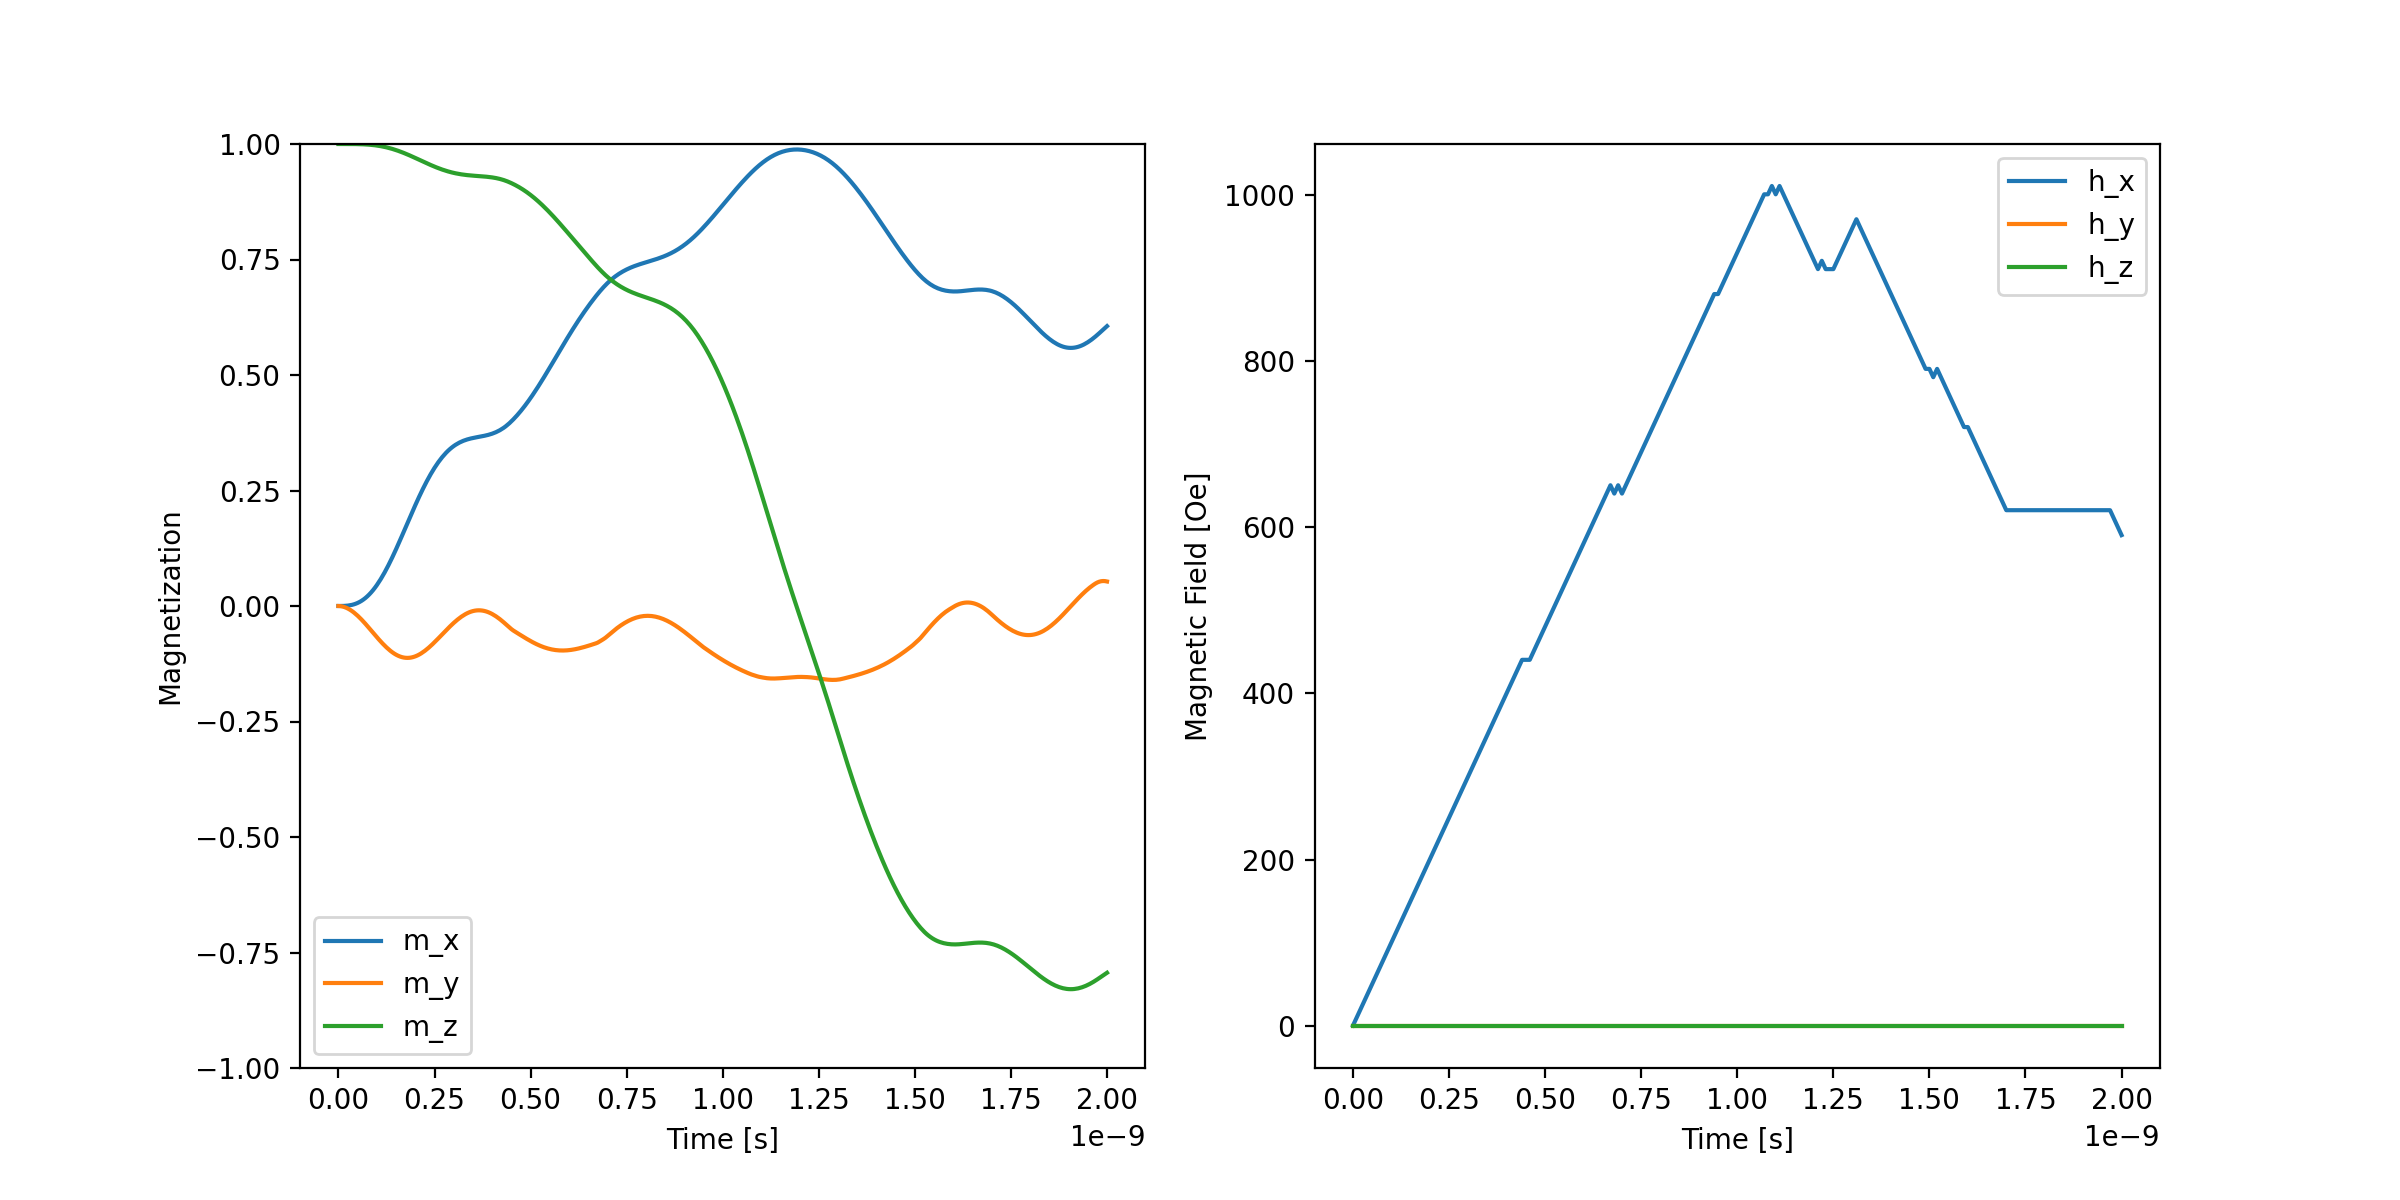 Magnetization
1.00
0.75
0.50
0.25
0.00
−0.25
−0.50
−0.75
−1.00
m_x
m_y
m_z
0.00 0.25 0.50 0.75 1.00 1.25 1.50 1.75 2.00
Time [s]
1e−9
Magnetic Field [Oe]
1000
800
600
400
200
0
h_x
h_y
h_z
0.00 0.25 0.50 0.75 1.00 1.25 1.50 1.75 2.00
Time [s]
1e−9